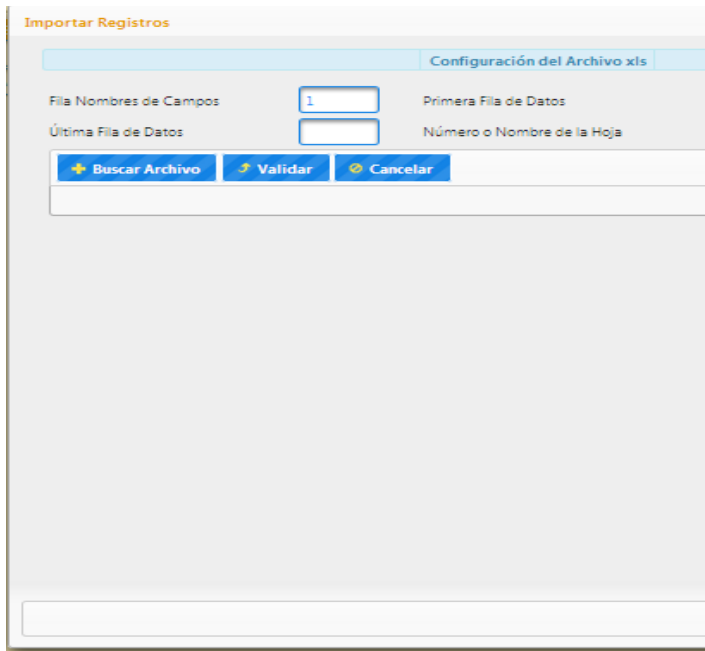 Importar Registros
Configuración del Archivo xls
Fila Nombres de Campos 1 Primera Fila de Datos
Última Fila de Datos Número o Nombre de la Hoja
Buscar Archivo Validar Cancelar